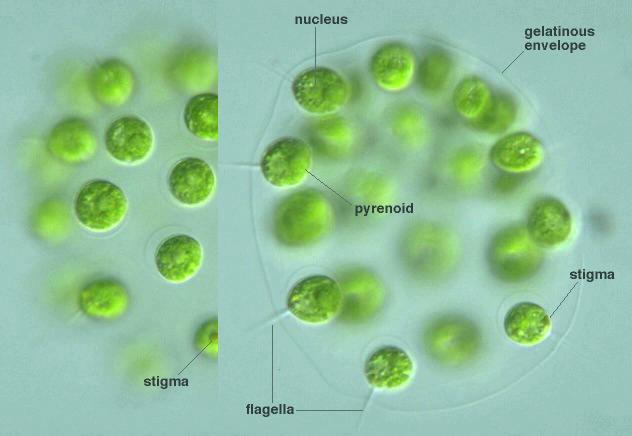 nucleus
gelatinous
envelope
pyrenoid
stigma
stigma
flagella